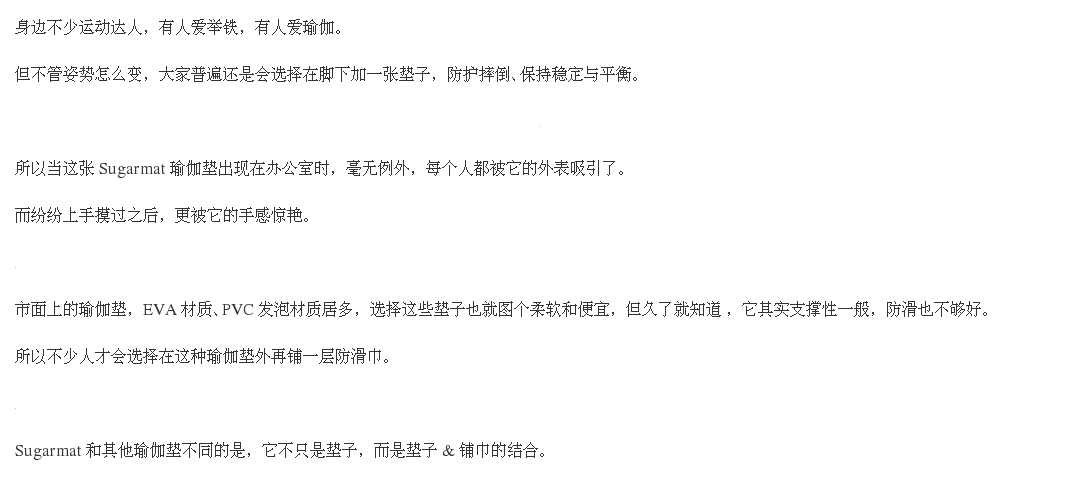 身边不少运动达人，有人爱举铁，有人爱瑜伽。
但不管姿势怎么变，大家普遍还是会选择在脚下加一张垫子，防护摔倒、保持稳定与平衡。
所以当这张 Sugarmat 瑜伽垫出现在办公室时，毫无例外，每个人都被它的外表吸引了。
而纷纷上手摸过之后，更被它的手感惊艳。
市面上的瑜伽垫，EVA 材质、PVC 发泡材质居多，选择这些垫子也就图个柔软和便宜，但久了就知道 ，它其实支撑性一般，防滑也不够好。
所以不少人才会选择在这种瑜伽垫外再铺一层防滑巾。
Sugarmat 和其他瑜伽垫不同的是，它不只是垫子，而是垫子 & 铺巾的结合。